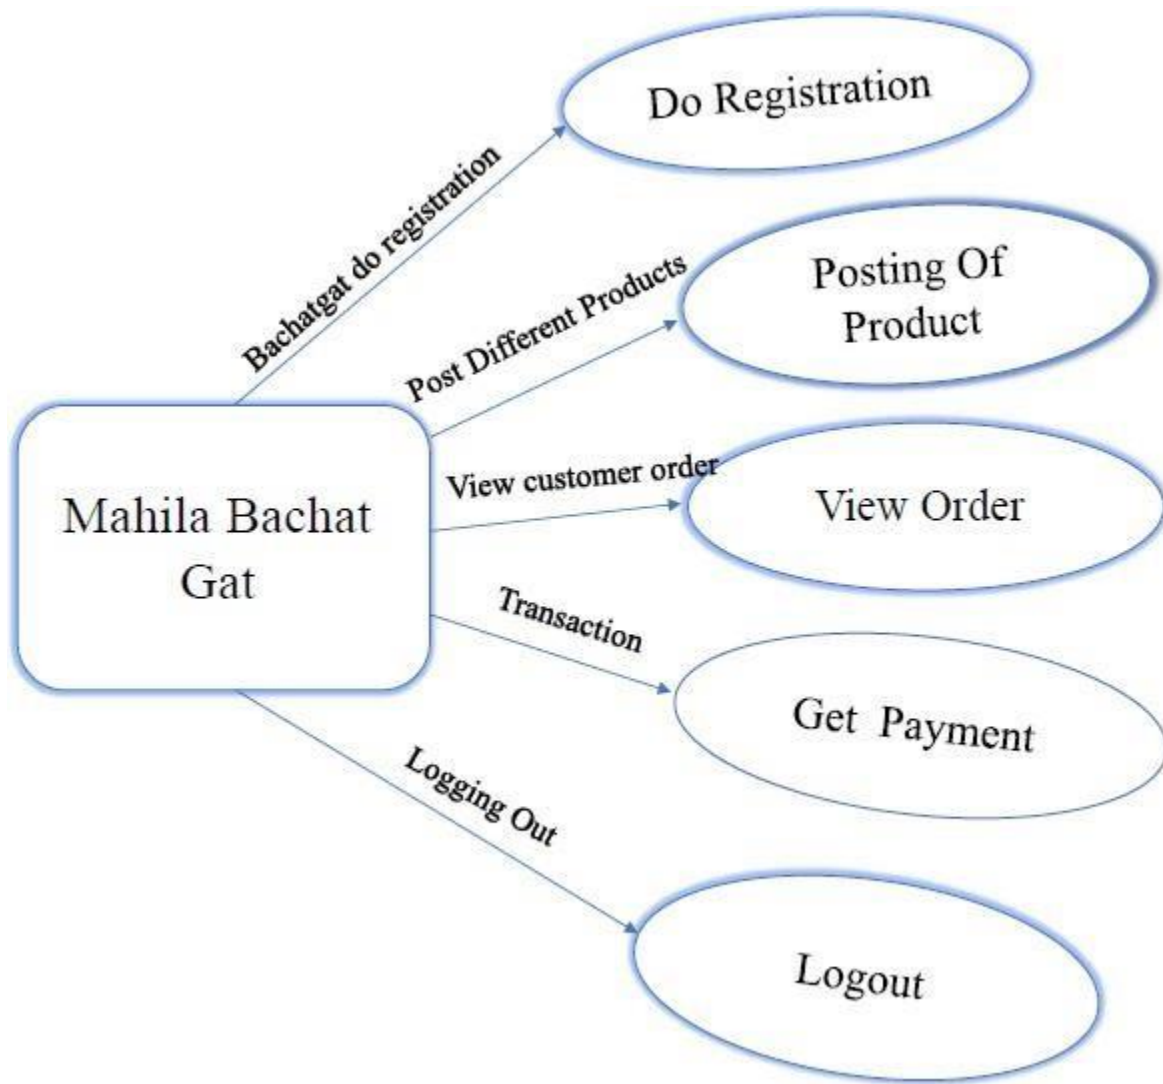 Do Registration
Bachatgat do registration
Posting Of
Product
Post Different Products
View customer order
View Order
Mahila Bachat
Gat
Transaction
Get Payment
Logging Out
Logout